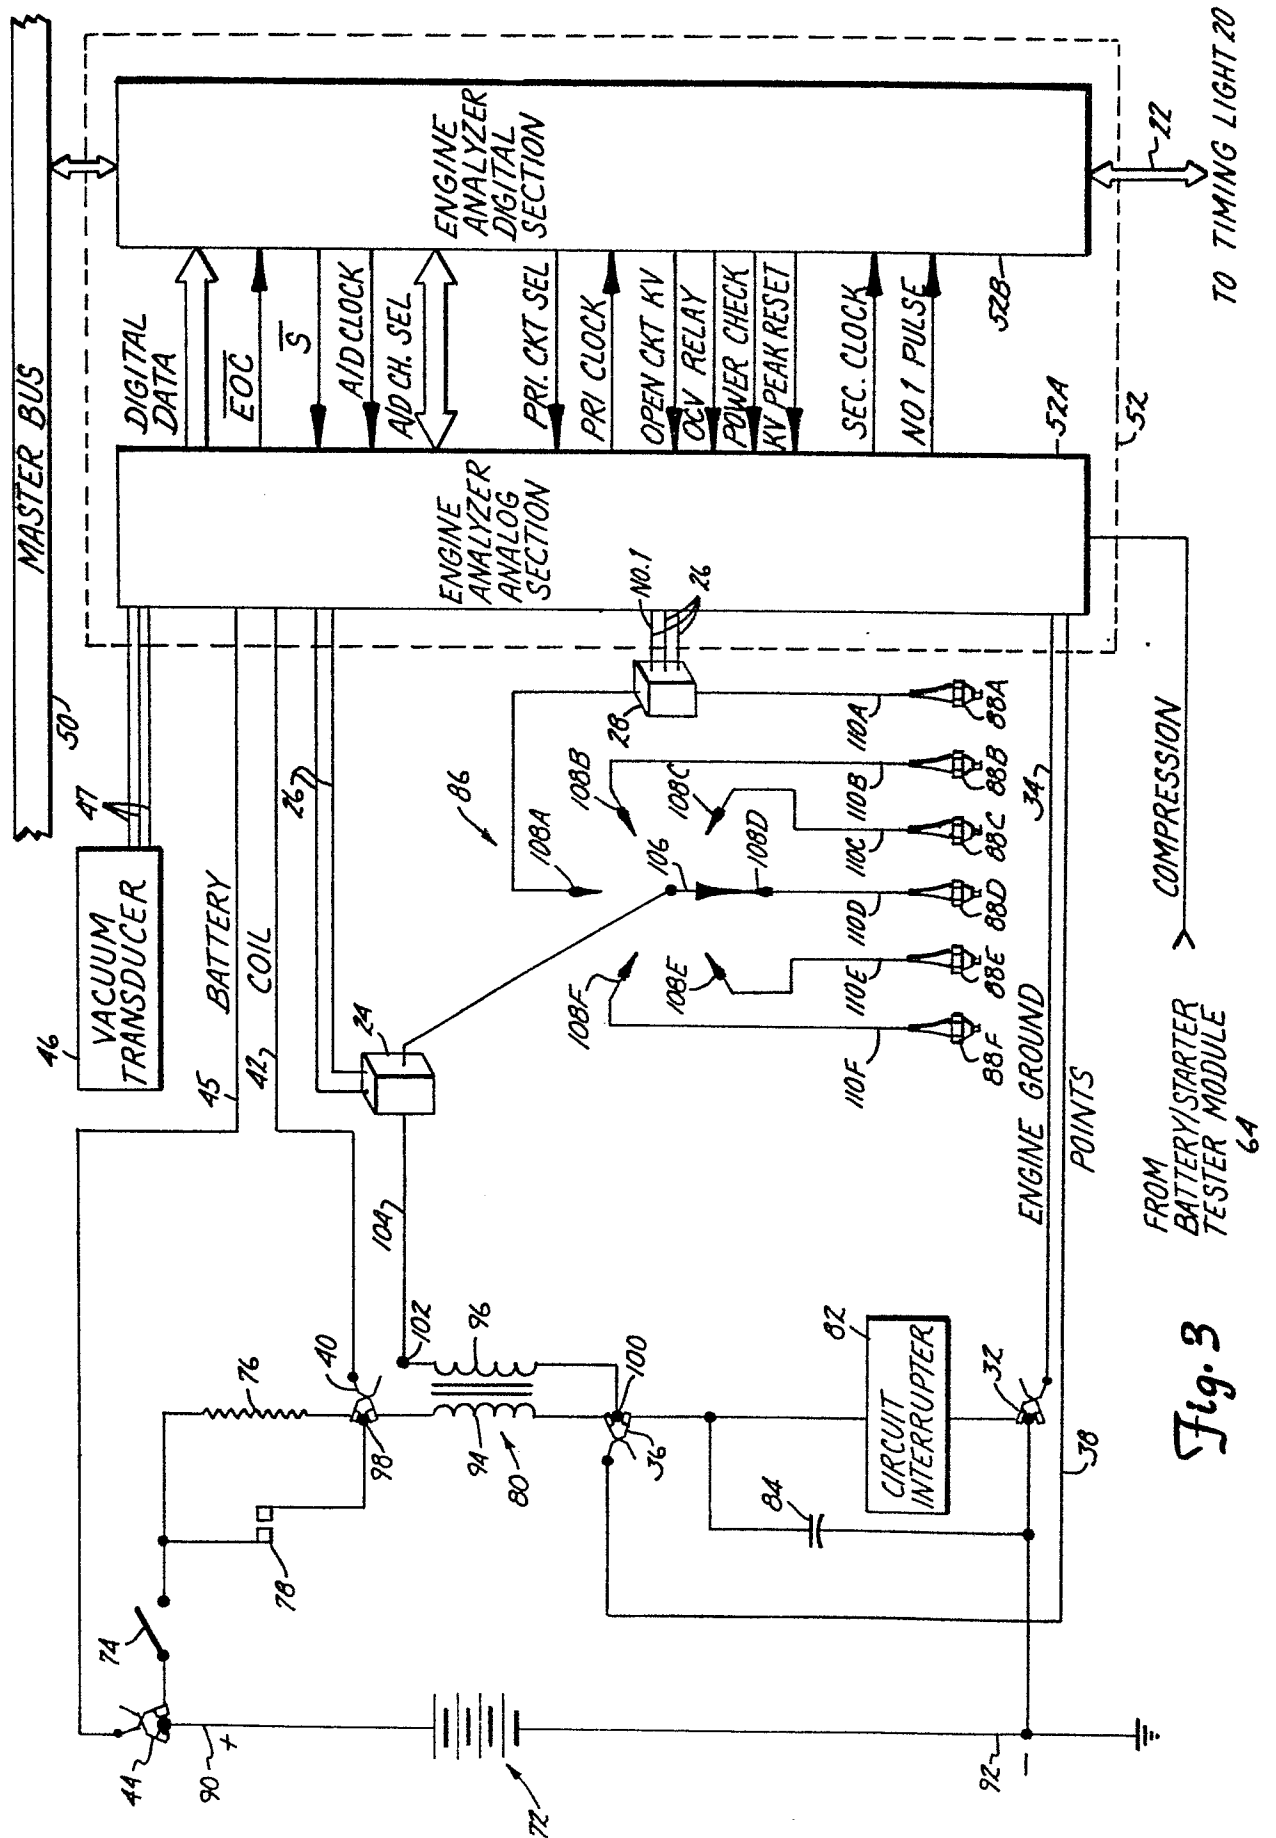 MASTER BUS
50
46
VACUUM
TRANSDUCER
47
45
BATTERY
42
COIL
26
ENGINE
ANALYZER
ANALOG
SECTION
52A
ENGINE
ANALYZER
DIGITAL
SECTION
52B
52
DIGITAL
DATA
EOC
S
A/D CLOCK
A/D CH. SEL
PRI. CKT SEL
PRI CLOCK
OPEN CKT KV
OCV RELAY
POWER CHECK
KV PEAK RESET
SEC. CLOCK
NO 1 PULSE
22
TO TIMING LIGHT 20
NO.1
26
28
86
108A
108B
108C
106
108D
108E
108F
110A
110B
110C
110D
110E
110F
88A
88B
88C
88D
88E
88F
24
104
102
96
94
80
98
40
76
78
74
44
90
+
72
92
−
100
36
84
82
CIRCUIT
INTERRUPTER
32
38
34
ENGINE GROUND
POINTS
COMPRESSION
FROM
BATTERY/STARTER
TESTER MODULE
64
Fig. 3